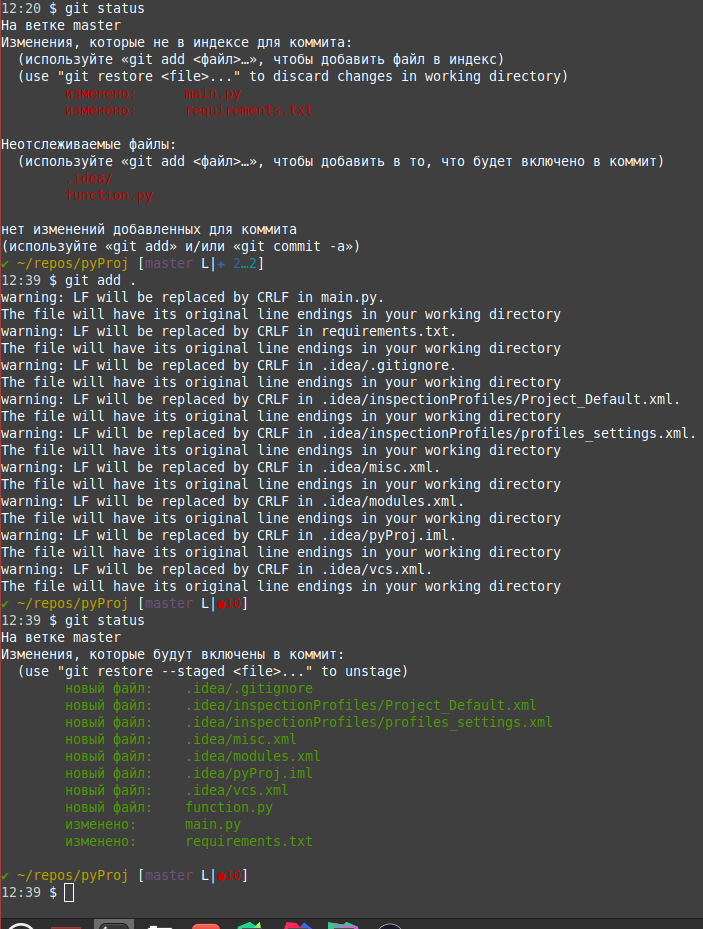 12:20 $ git status
На ветке master
Изменения, которые не в индексе для коммита:
  (используйте «git add <файл>…», чтобы добавить файл в индекс)
  (use "git restore <file>..." to discard changes in working directory)
        изменено:      main.py
        изменено:      requirements.txt

Неотслеживаемые файлы:
  (используйте «git add <файл>…», чтобы добавить в то, что будет включено в коммит)
        .idea/
        function.py

нет изменений добавленных для коммита
(используйте «git add» и/или «git commit -a»)
✔ ~/repos/pyProj [master L|✚ 2…2]
12:39 $ git add .
warning: LF will be replaced by CRLF in main.py.
The file will have its original line endings in your working directory
warning: LF will be replaced by CRLF in requirements.txt.
The file will have its original line endings in your working directory
warning: LF will be replaced by CRLF in .idea/.gitignore.
The file will have its original line endings in your working directory
warning: LF will be replaced by CRLF in .idea/inspectionProfiles/Project_Default.xml.
The file will have its original line endings in your working directory
warning: LF will be replaced by CRLF in .idea/inspectionProfiles/profiles_settings.xml.
The file will have its original line endings in your working directory
warning: LF will be replaced by CRLF in .idea/misc.xml.
The file will have its original line endings in your working directory
warning: LF will be replaced by CRLF in .idea/modules.xml.
The file will have its original line endings in your working directory
warning: LF will be replaced by CRLF in .idea/pyProj.iml.
The file will have its original line endings in your working directory
warning: LF will be replaced by CRLF in .idea/vcs.xml.
The file will have its original line endings in your working directory
✔ ~/repos/pyProj [master L|●10]
12:39 $ git status
На ветке master
Изменения, которые будут включены в коммит:
  (use "git restore --staged <file>..." to unstage)
        новый файл:    .idea/.gitignore
        новый файл:    .idea/inspectionProfiles/Project_Default.xml
        новый файл:    .idea/inspectionProfiles/profiles_settings.xml
        новый файл:    .idea/misc.xml
        новый файл:    .idea/modules.xml
        новый файл:    .idea/pyProj.iml
        новый файл:    .idea/vcs.xml
        новый файл:    function.py
        изменено:      main.py
        изменено:      requirements.txt

✔ ~/repos/pyProj [master L|●10]
12:39 $